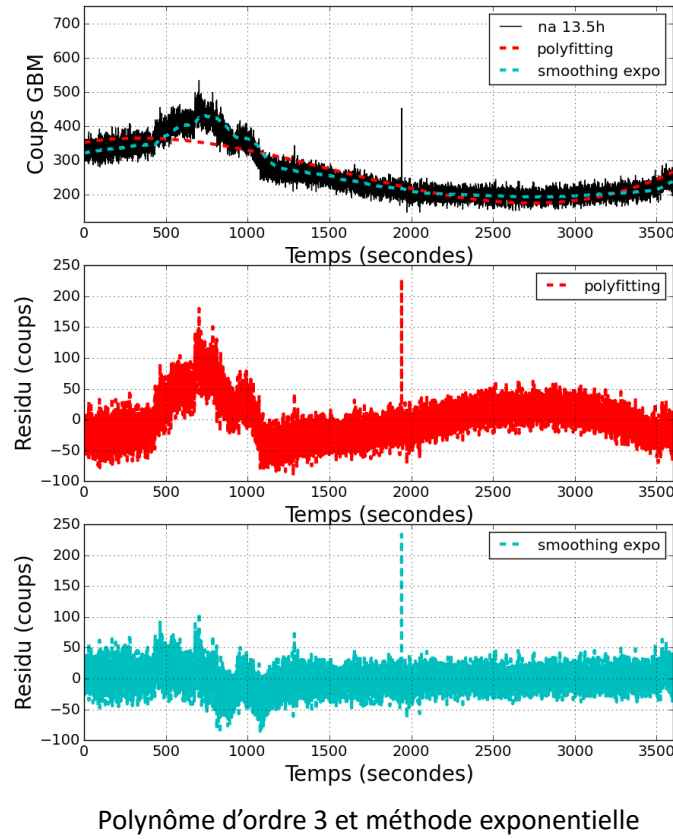 750
700
600
500
400
300
200
Coups GBM
na 13.5h
polyfitting
smoothing expo
0 500 1000 1500 2000 2500 3000 3500
Temps (secondes)
250
200
150
100
50
0
−50
−100
Residu (coups)
polyfitting
0 500 1000 1500 2000 2500 3000 3500
Temps (secondes)
250
200
150
100
50
0
−50
−100
Residu (coups)
smoothing expo
0 500 1000 1500 2000 2500 3000 3500
Temps (secondes)
Polynôme d’ordre 3 et méthode exponentielle